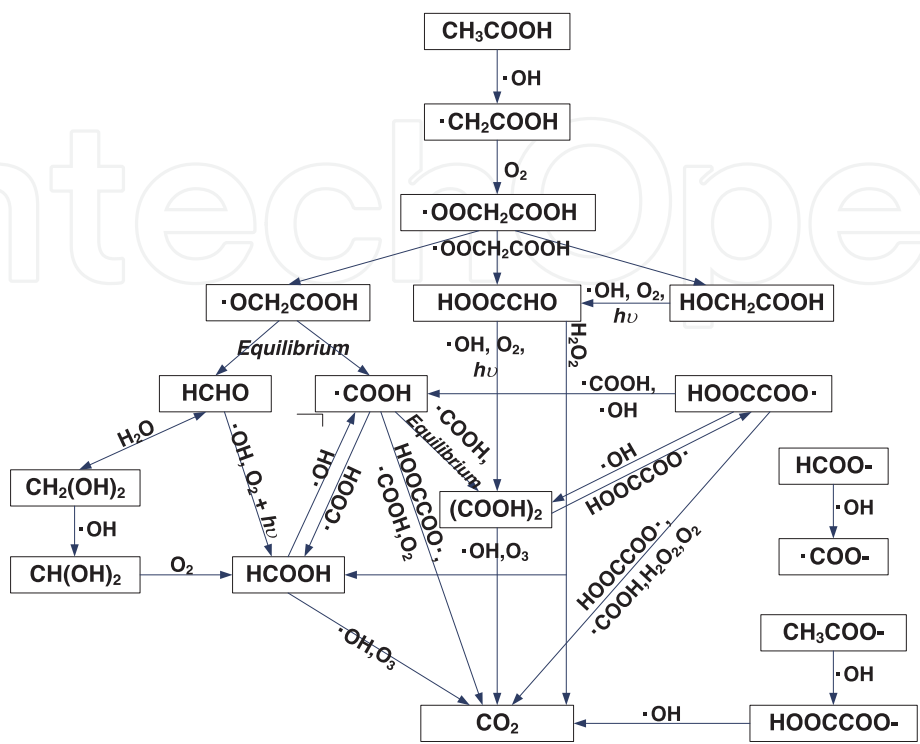 CH₃COOH
·OH
·CH₂COOH
O₂
·OOCH₂COOH
·OOCH₂COOH
·OCH₂COOH
HOOCCHO
·OH, O₂,
hυ
HOCH₂COOH
Equilibrium
·OH, O₂,
hυ
H₂O₂
HCHO
·COOH
·COOH,
·OH
HOOCCOO·
H₂O
·OH, O₂ + hυ
·OH
·COOH
HOOCCOO·,
·COOH,O₂
·COOH,
Equilibrium
·OH
HOOCCOO·
CH₂(OH)₂
(COOH)₂
HCOO-
·OH
·OH
·COO-
CH(OH)₂
O₂
HCOOH
·OH,O₃
HOOCCOO·,
·COOH,H₂O₂,O₂
·OH,O₃
CH₃COO-
·OH
CO₂
·OH
HOOCCOO-
ntechOpe